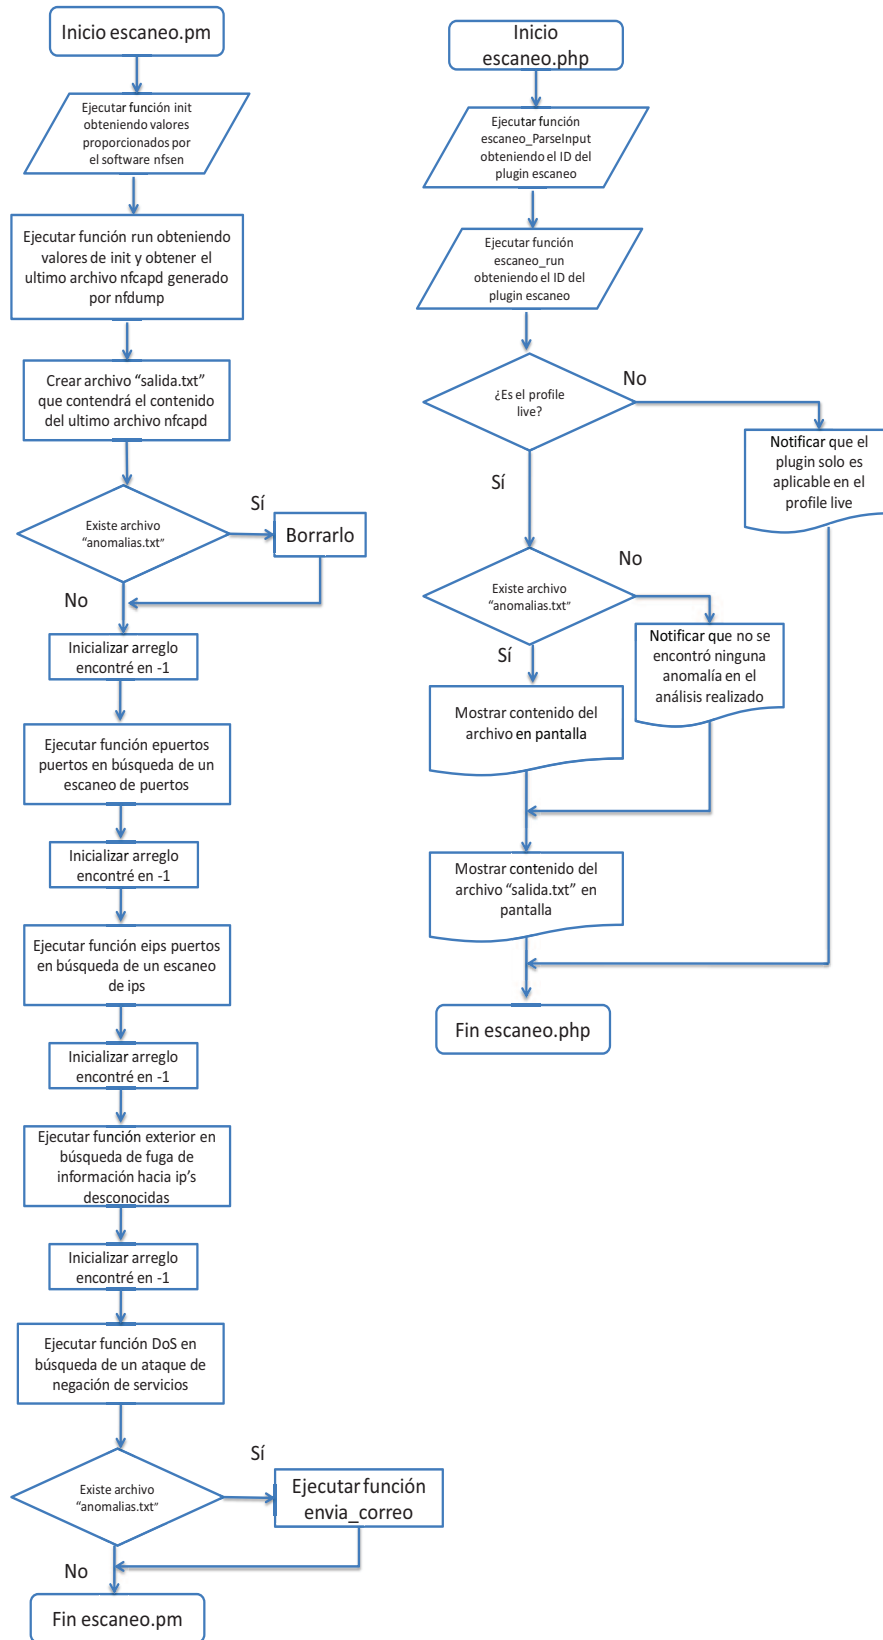 Inicio escaneo.pm
Ejecutar función init
obteniendo valores
proporcionados por
el software nfsen
Ejecutar función run obteniendo
valores de init y obtener el
ultimo archivo nfcapd generado
por nfdump
Crear archivo “salida.txt”
que contendrá el contenido
del ultimo archivo nfcapd
Existe archivo
“anomalias.txt”
Sí
Borrarlo
No
Inicializar arreglo
encontré en -1
Ejecutar función epuertos
puertos en búsqueda de un
escaneo de puertos
Inicializar arreglo
encontré en -1
Ejecutar función eips puertos
en búsqueda de un escaneo
de ips
Inicializar arreglo
encontré en -1
Ejecutar función exterior en
búsqueda de fuga de
información hacia ip’s
desconocidas
Inicializar arreglo
encontré en -1
Ejecutar función DoS en
búsqueda de un ataque de
negación de servicios
Existe archivo
“anomalias.txt”
Sí
Ejecutar función
envia_correo
No
Fin escaneo.pm
Inicio
escaneo.php
Ejecutar función
escaneo_ParseInput
obteniendo el ID del
plugin escaneo
Ejecutar función
escaneo_run
obteniendo el ID del
plugin escaneo
¿Es el profile
live?
No
Notificar que el
plugin solo es
aplicable en el
profile live
Sí
Existe archivo
“anomalias.txt”
No
Notificar que no se
encontró ninguna
anomalía en el
análisis realizado
Sí
Mostrar contenido del
archivo en pantalla
Mostrar contenido del
archivo “salida.txt” en
pantalla
Fin escaneo.php